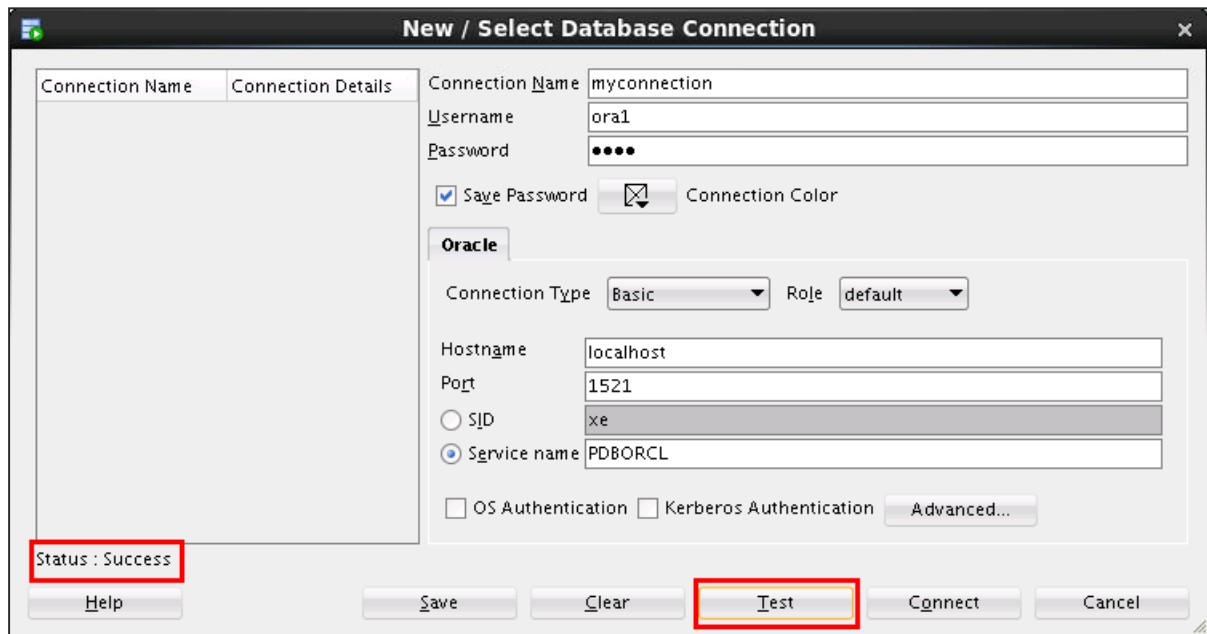 New / Select Database Connection
Connection Name Connection Details
Connection Name myconnection
Username ora1
Password ••••
Save Password Connection Color
Oracle
Connection Type Basic Role default
Hostname localhost
Port 1521
SID xe
Service name PDBORCL
OS Authentication Kerberos Authentication Advanced...
Status : Success
Help Save Clear Test Connect Cancel